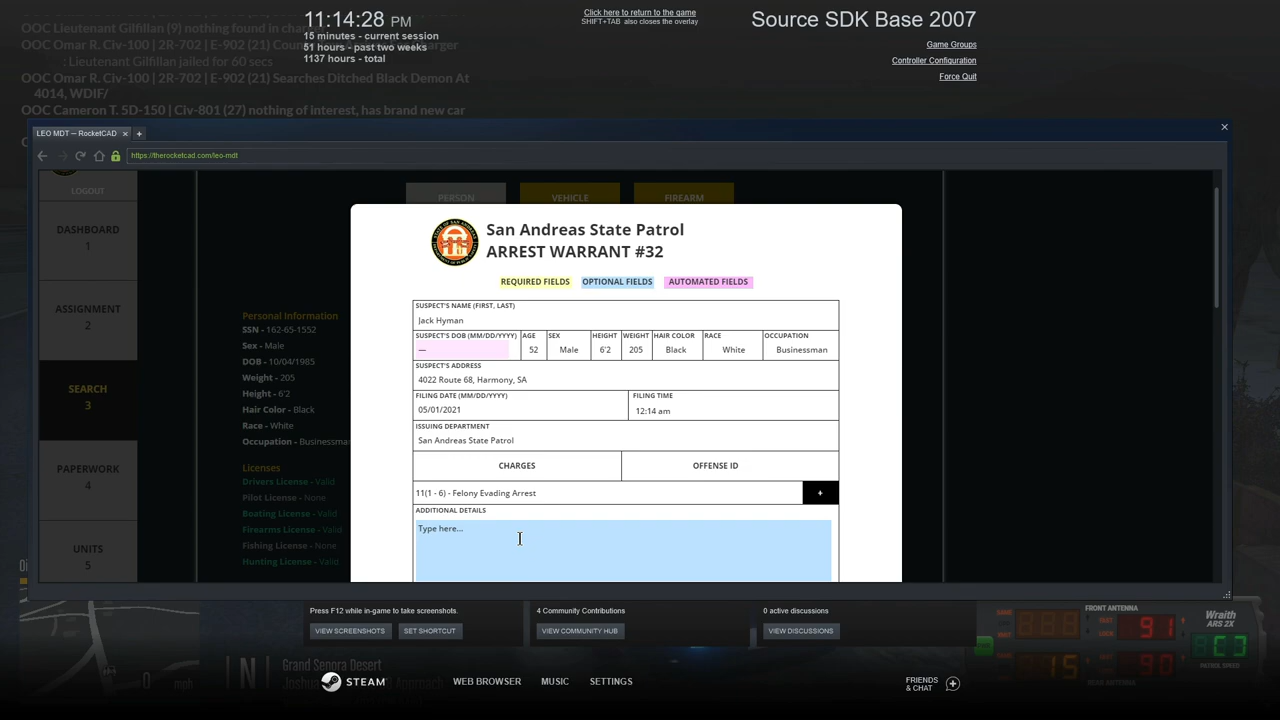 11:14:28 PM
15 minutes - current session
51 hours - past two weeks
1137 hours - total
Click here to return to the game
SHIFT+TAB also closes the overlay
Source SDK Base 2007
Game Groups
Controller Configuration
Force Quit
OOC Lieutenant Gilfillan (9) nothing found in
OOC Omar R. Civ-100 | 2R-702 | E-902 (21)
: Lieutenant Gilfillan jailed for 60 secs
OOC Omar R. Civ-100 | 2R-702 | E-902 (21) Searches Ditched Black Demon At
4014, WDIF/
OOC Cameron T. 5D-150 | Civ-801 (27) nothing of interest, has brand new car
LEO MDT — RocketCAD
https://therocketcad.com/leo-mdt
LOGOUT
DASHBOARD
1
ASSIGNMENT
2
SEARCH
3
PAPERWORK
4
UNITS
5
PERSON
VEHICLE
FIREARM
Personal Information
SSN - 162-65-1552
Sex - Male
DOB - 10/04/1985
Weight - 205
Height - 6'2
Hair Color - Black
Race - White
Occupation - Businessma
Licenses
Drivers License - Valid
Pilot License - None
Boating License - Valid
Firearms License - Valid
Fishing License - None
Hunting License - Valid
San Andreas State Patrol
ARREST WARRANT #32
REQUIRED FIELDS OPTIONAL FIELDS AUTOMATED FIELDS
SUSPECT'S NAME (FIRST, LAST)
Jack Hyman
SUSPECT'S DOB (MM/DD/YYYY) AGE SEX HEIGHT WEIGHT HAIR COLOR RACE OCCUPATION
— 52 Male 6'2 205 Black White Businessman
SUSPECT'S ADDRESS
4022 Route 68, Harmony, SA
FILING DATE (MM/DD/YYYY) FILING TIME
05/01/2021 12:14 am
ISSUING DEPARTMENT
San Andreas State Patrol
CHARGES OFFENSE ID
11(1 - 6) - Felony Evading Arrest +
ADDITIONAL DETAILS
Type here...
Press F12 while in-game to take screenshots.
VIEW SCREENSHOTS SET SHORTCUT
4 Community Contributions
VIEW COMMUNITY HUB
0 active discussions
VIEW DISCUSSIONS
FRONT ANTENNA
91
Wraith
ARS 2X
PATROL SPEED
15 90
REAR ANTENNA
N
Grand Senora Desert
Joshua
Approach
0 mph
STEAM
WEB BROWSER MUSIC SETTINGS
FRIENDS
& CHAT